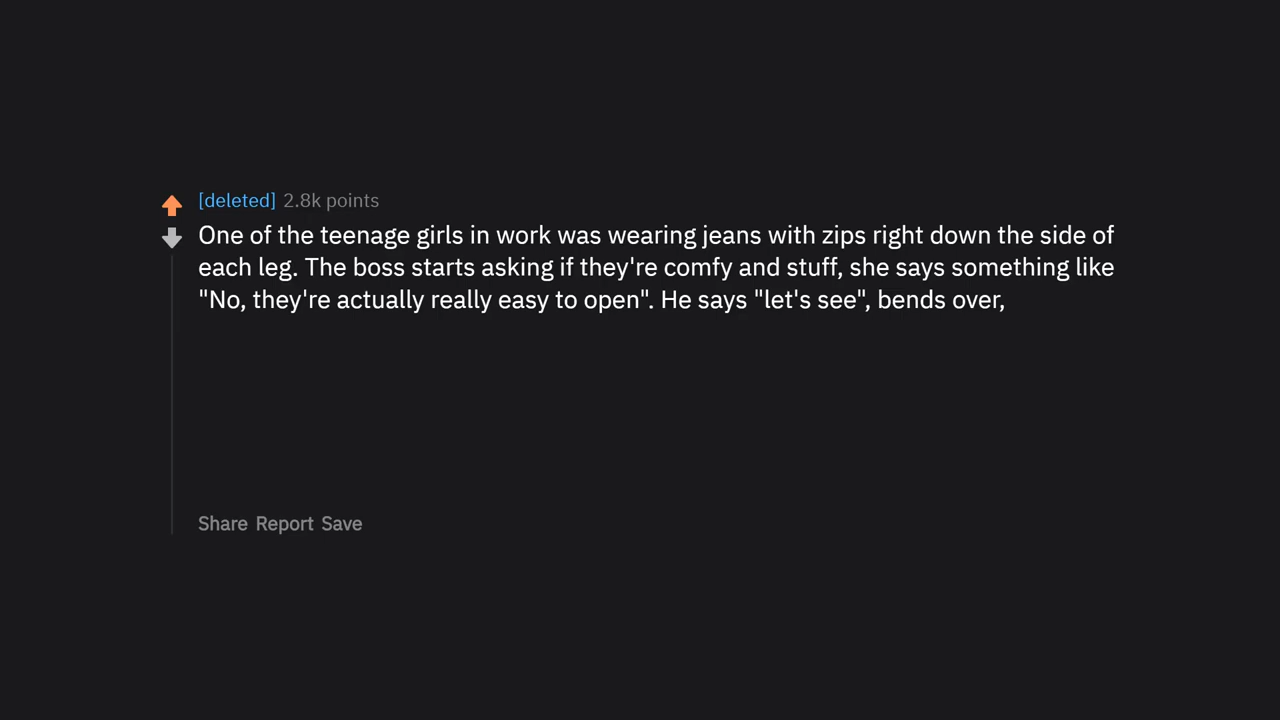 [deleted] 2.8k points
One of the teenage girls in work was wearing jeans with zips right down the side of
each leg. The boss starts asking if they're comfy and stuff, she says something like
"No, they're actually really easy to open". He says "let's see", bends over,
Share Report Save